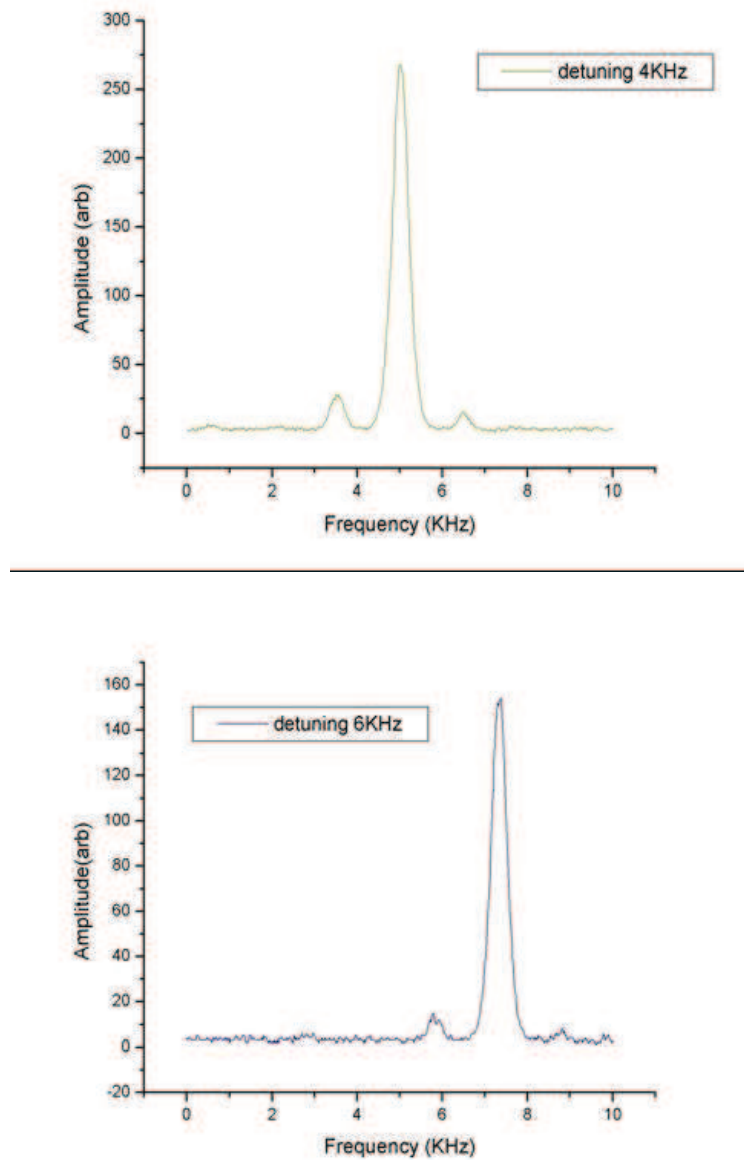 300
250
200
150
100
50
0
Amplitude (arb)
detuning 4KHz
0 2 4 6 8 10
Frequency (KHz)
160
140
120
100
80
60
40
20
0
-20
Amplitude(arb)
detuning 6KHz
0 2 4 6 8 10
Frequency (KHz)